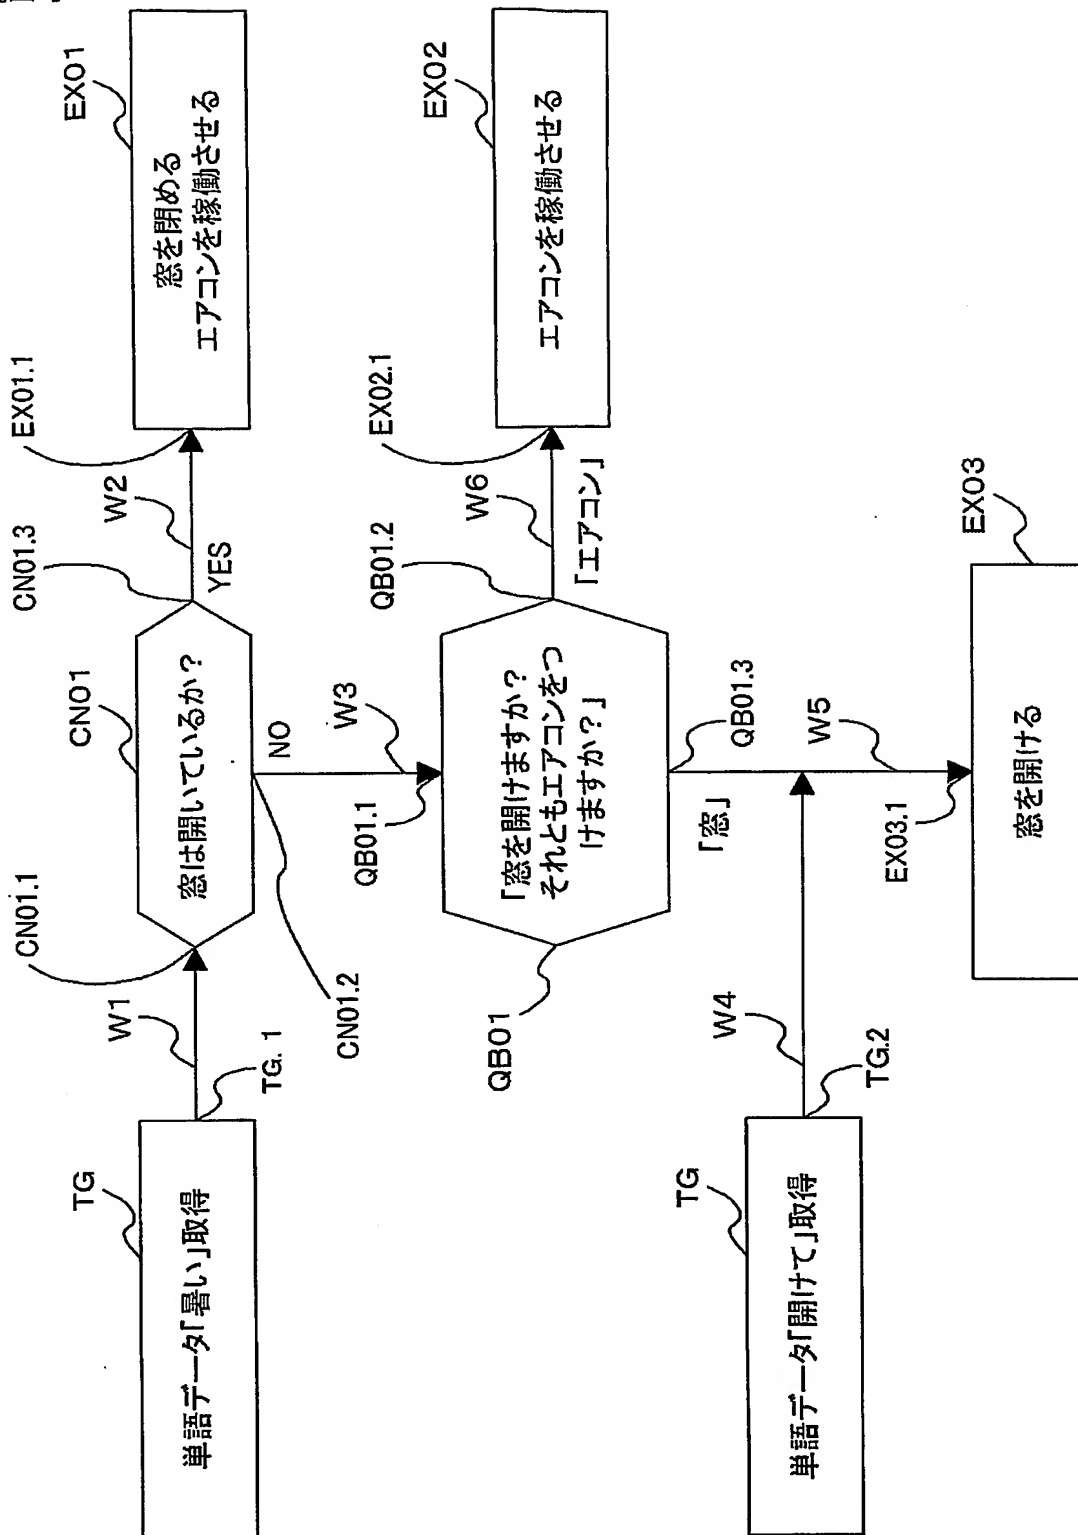 EX01
窓を閉める
エアコンを稼働させる
EX01.1
W2
CN01.3
YES
CN01
窓は開いているか?
NO
CN01.1
CN01.2
W1
TG. 1
TG
単語データ「暑い」取得
EX02
エアコンを稼働させる
EX02.1
W6
「エアコン」
QB01.2
W3
QB01.1
「窓を開けますか?
それともエアコンをつ
けますか?」
QB01
QB01.3
「窓」
W5
EX03.1
EX03
窓を開ける
W4
TG.2
TG
単語データ「開けて」取得